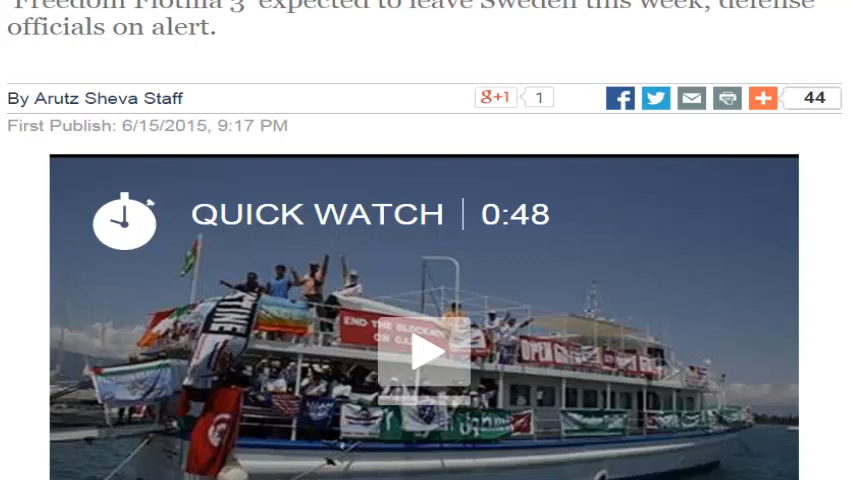 'Freedom Flotilla 3' expected to leave Sweden this week, defense
officials on alert.
By Arutz Sheva Staff
g+1 1
44
First Publish: 6/15/2015, 9:17 PM
QUICK WATCH 0:48
END THE BLOCKADE
ON GAZA
OPEN